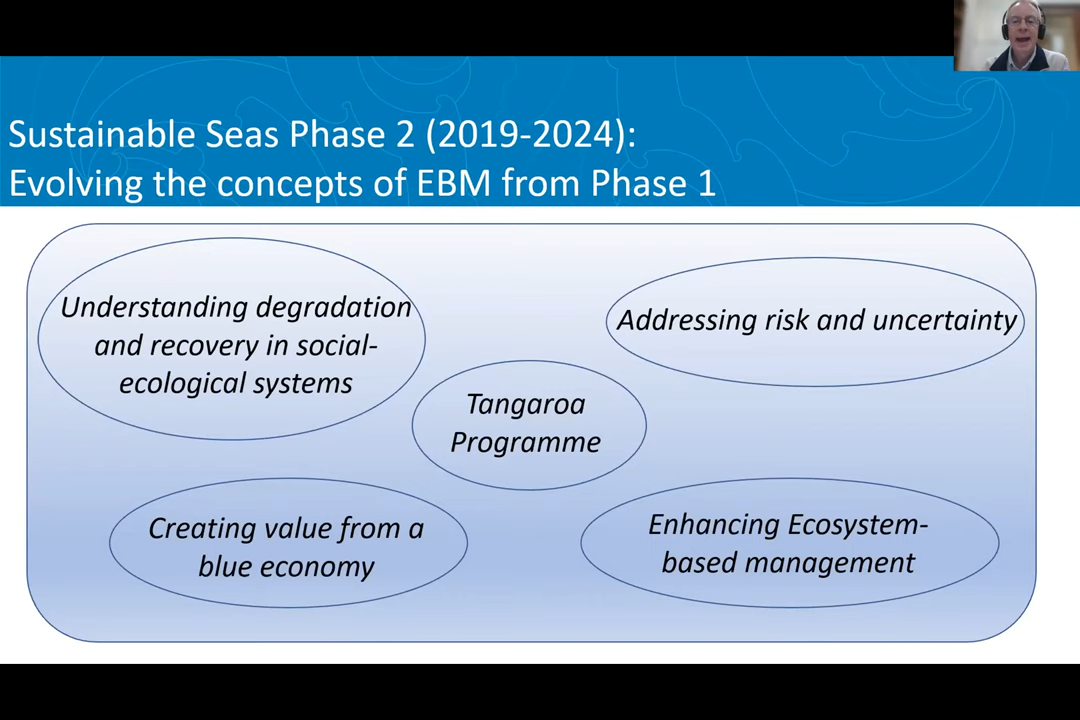 Sustainable Seas Phase 2 (2019-2024):
Evolving the concepts of EBM from Phase 1
Understanding degradation
and recovery in social-
ecological systems
Addressing risk and uncertainty
Tangaroa
Programme
Creating value from a
blue economy
Enhancing Ecosystem-
based management